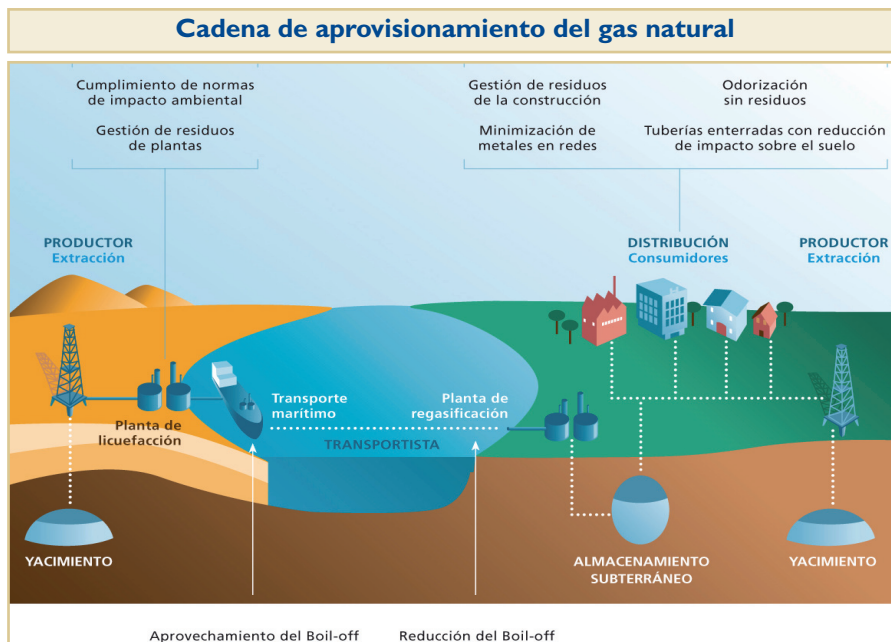 Cadena de aprovisionamiento del gas natural
Cumplimiento de normas
de impacto ambiental
Gestión de residuos
de plantas
Gestión de residuos
de la construcción
Minimización de
metales en redes
Odorización
sin residuos
Tuberías enterradas con reducción
de impacto sobre el suelo
PRODUCTOR
Extracción
DISTRIBUCIÓN
Consumidores
PRODUCTOR
Extracción
Planta de
licuefacción
Transporte
marítimo
Planta de
regasificación
TRANSPORTISTA
YACIMIENTO
ALMACENAMIENTO
SUBTERRÁNEO
YACIMIENTO
Aprovechamiento del Boil-off
Reducción del Boil-off